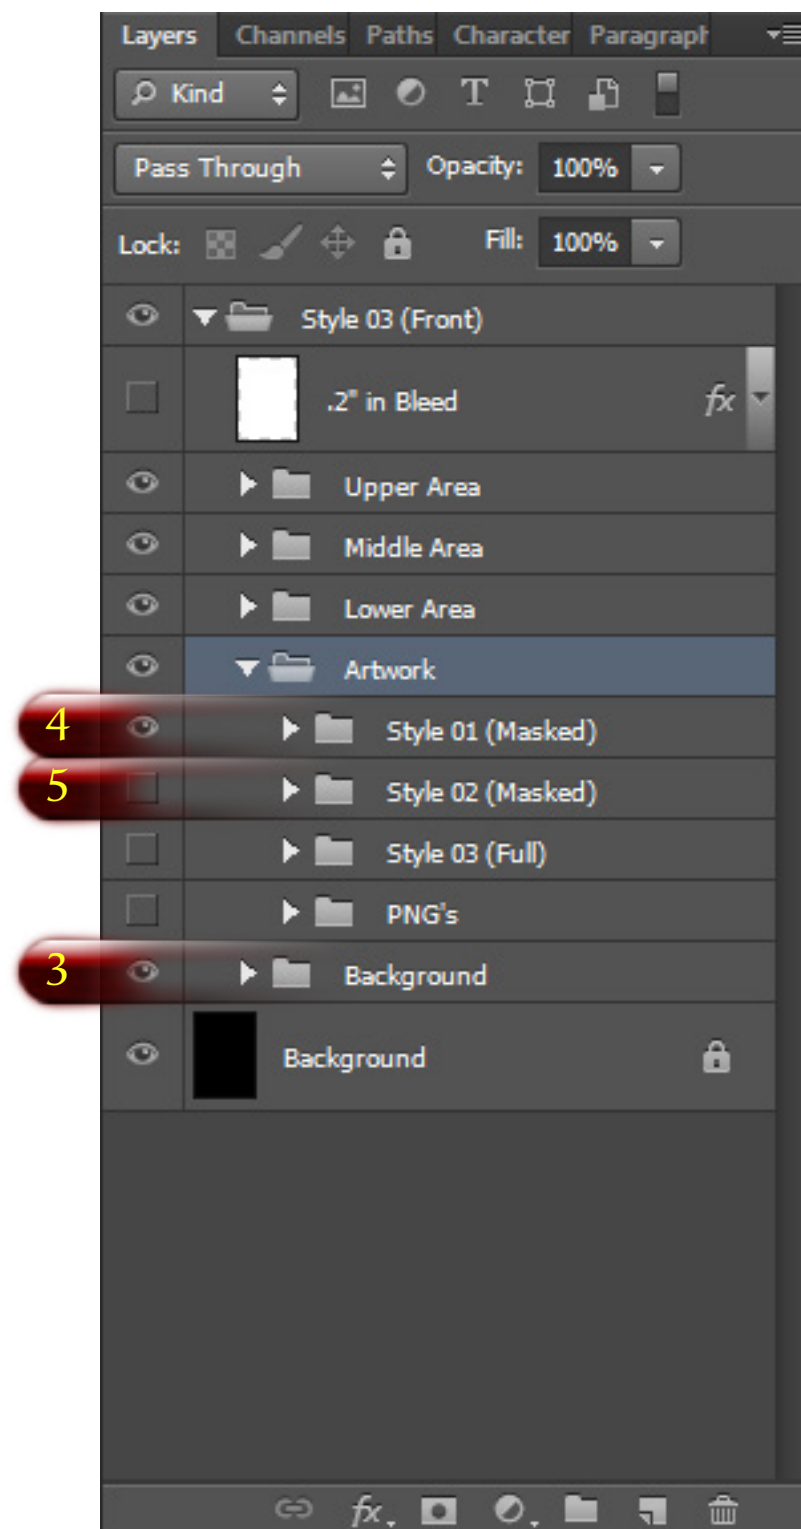 Layers Channels Paths Character Paragraph
Kind T
Pass Through Opacity: 100%
Lock: Fill: 100%
Style 03 (Front)
.2" in Bleed fx
Upper Area
Middle Area
Lower Area
Artwork
4 Style 01 (Masked)
5 Style 02 (Masked)
Style 03 (Full)
PNG's
3 Background
Background
fx